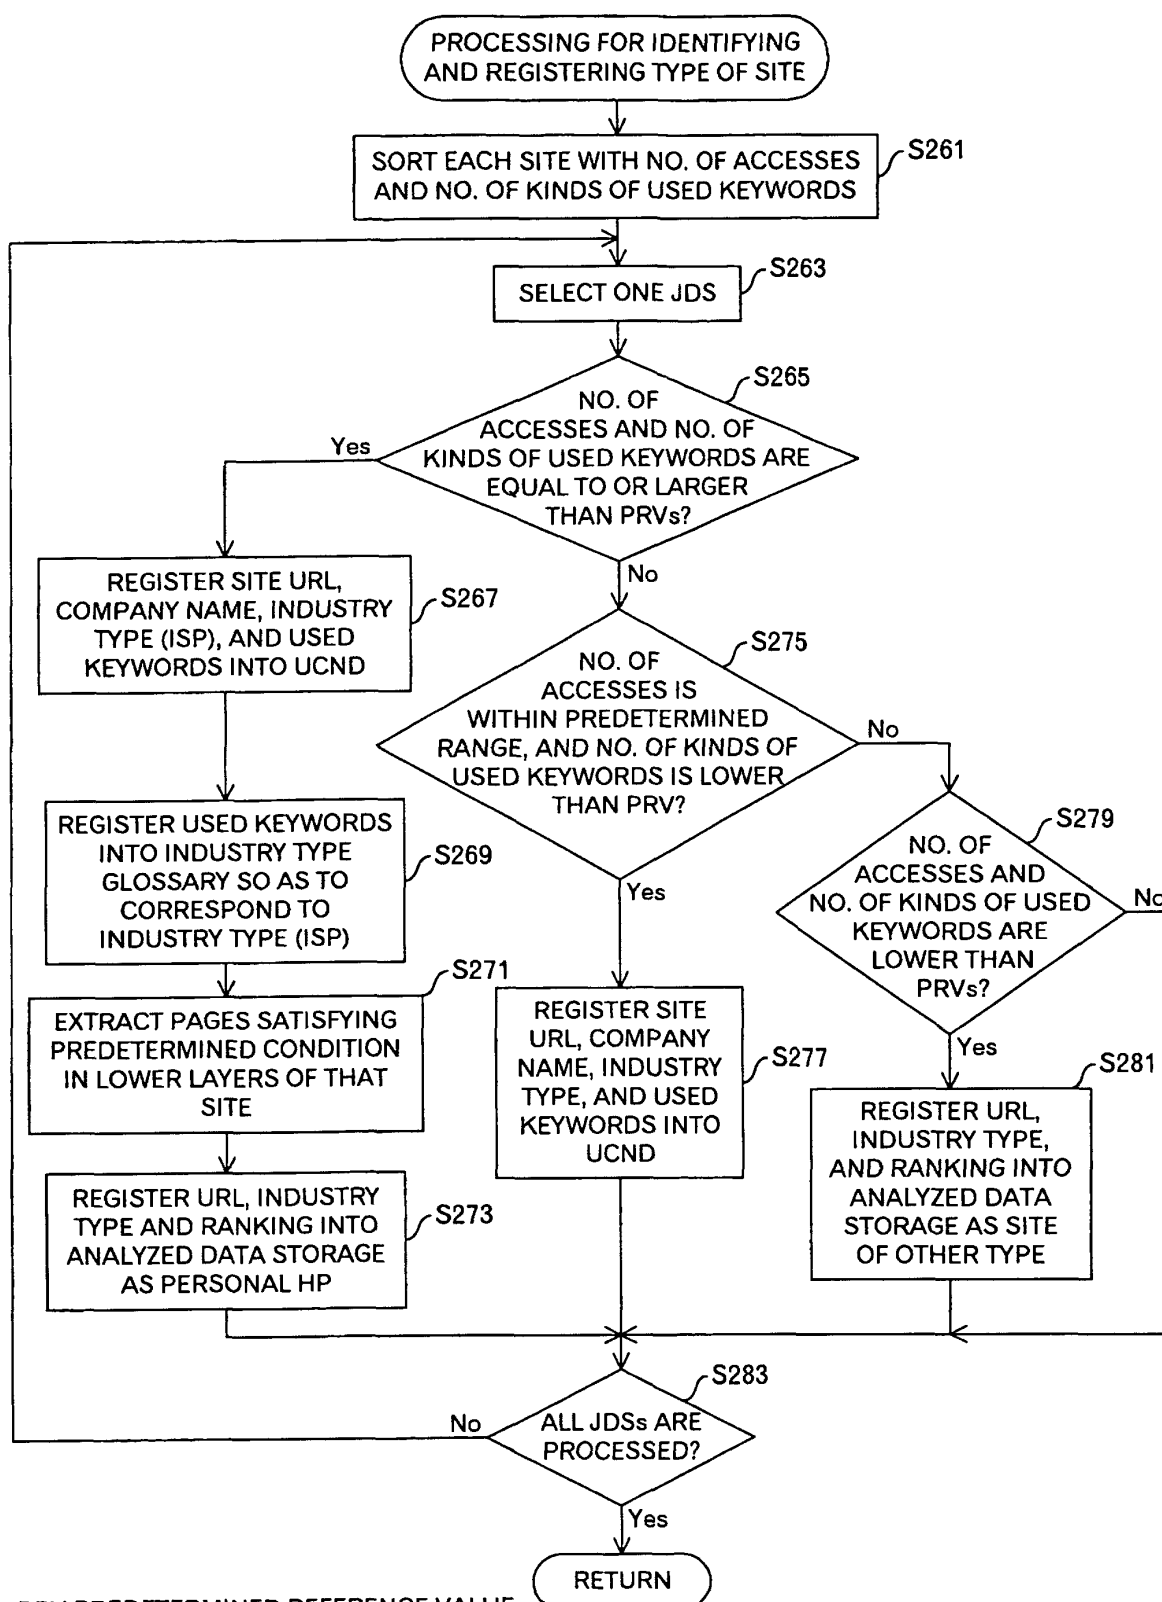 PROCESSING FOR IDENTIFYING
AND REGISTERING TYPE OF SITE
SORT EACH SITE WITH NO. OF ACCESSES
AND NO. OF KINDS OF USED KEYWORDS
S261
SELECT ONE JDS
S263
NO. OF
ACCESSES AND NO. OF
KINDS OF USED KEYWORDS ARE
EQUAL TO OR LARGER
THAN PRVs?
S265
Yes
No
REGISTER SITE URL,
COMPANY NAME, INDUSTRY
TYPE (ISP), AND USED
KEYWORDS INTO UCND
S267
NO. OF
ACCESSES IS
WITHIN PREDETERMINED
RANGE, AND NO. OF KINDS OF
USED KEYWORDS IS LOWER
THAN PRV?
S275
No
Yes
REGISTER USED KEYWORDS
INTO INDUSTRY TYPE
GLOSSARY SO AS TO
CORRESPOND TO
INDUSTRY TYPE (ISP)
S269
NO. OF
ACCESSES AND
NO. OF KINDS OF USED
KEYWORDS ARE
LOWER THAN
PRVs?
S279
No
Yes
EXTRACT PAGES SATISFYING
PREDETERMINED CONDITION
IN LOWER LAYERS OF THAT
SITE
S271
REGISTER SITE
URL, COMPANY
NAME, INDUSTRY
TYPE, AND USED
KEYWORDS INTO
UCND
S277
REGISTER URL,
INDUSTRY TYPE,
AND RANKING INTO
ANALYZED DATA
STORAGE AS SITE
OF OTHER TYPE
S281
REGISTER URL, INDUSTRY
TYPE AND RANKING INTO
ANALYZED DATA STORAGE
AS PERSONAL HP
S273
ALL JDSs ARE
PROCESSED?
S283
No
Yes
RETURN
PREDETERMINED REFERENCE VALUE